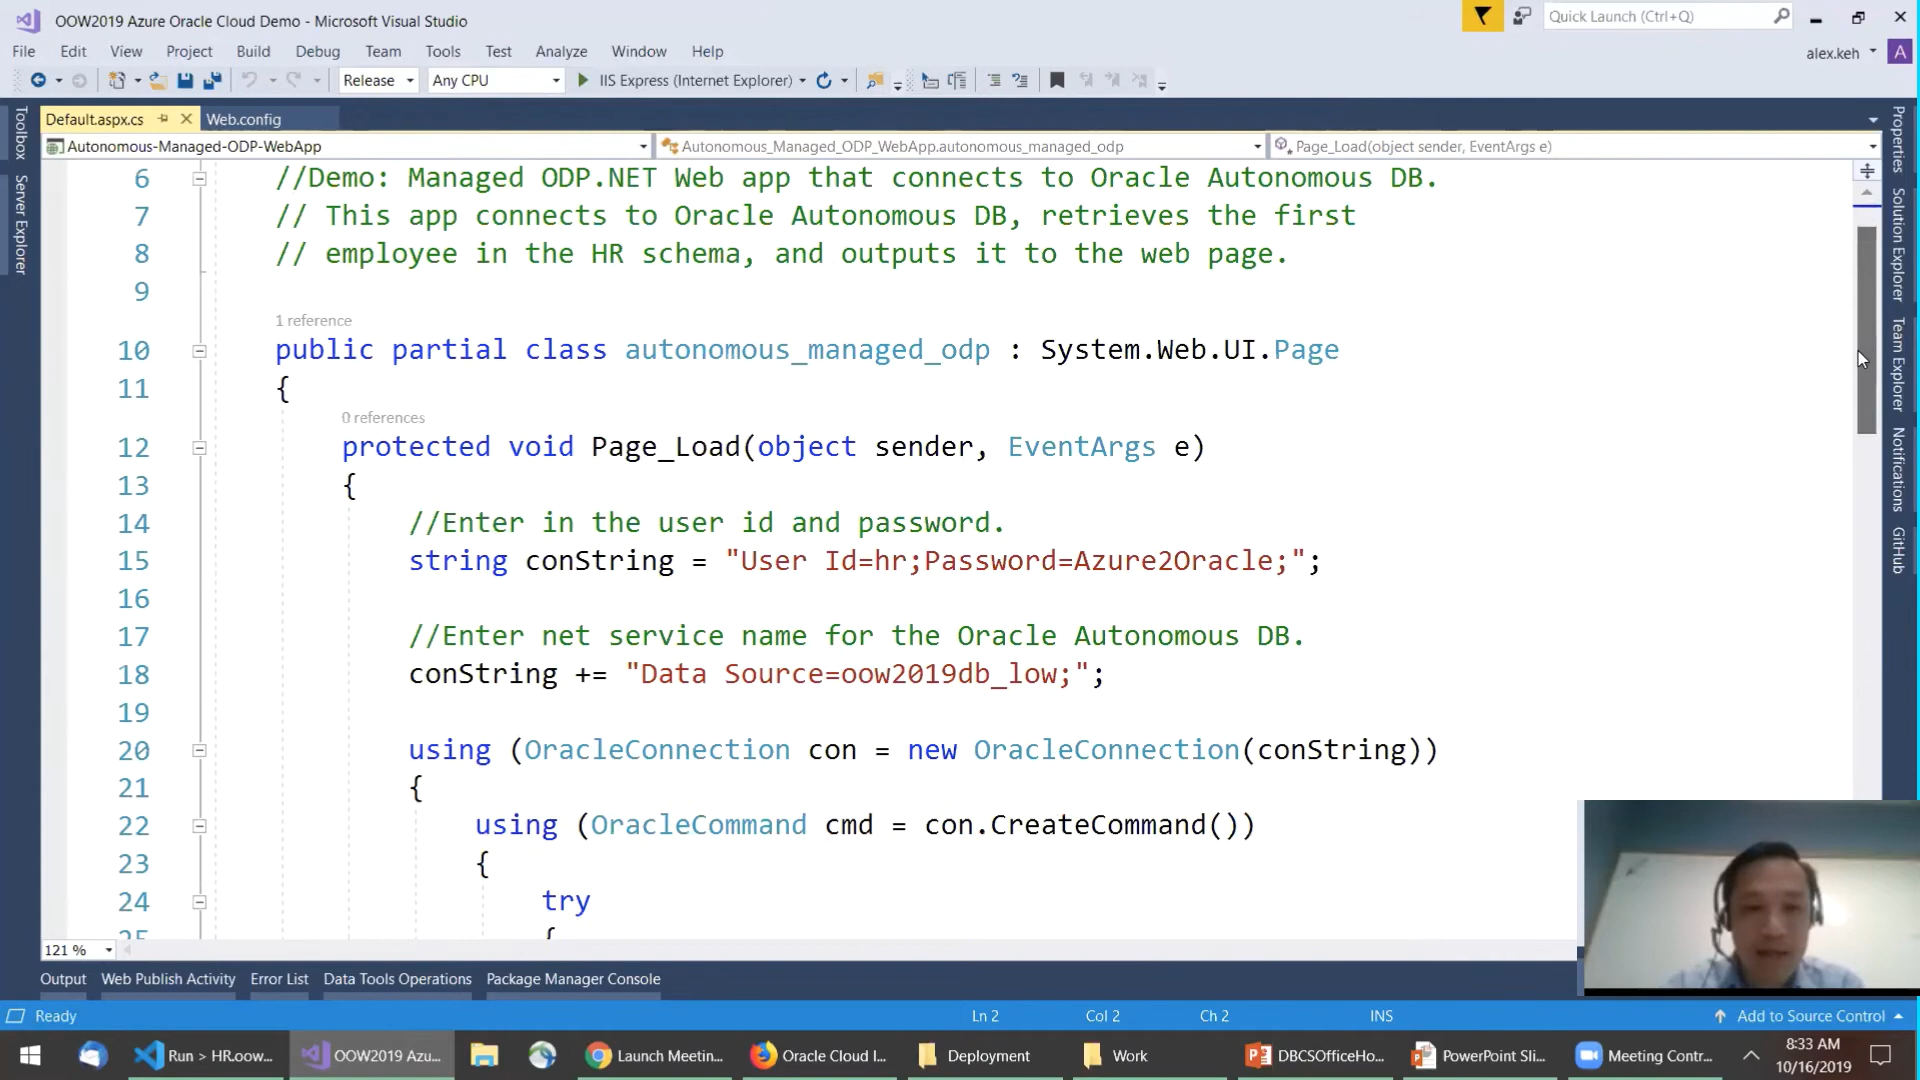 OOW2019 Azure Oracle Cloud Demo - Microsoft Visual Studio
Quick Launch (Ctrl+Q)
File Edit View Project Build Debug Team Tools Test Analyze Window Help
alex.keh A
Release Any CPU IIS Express (Internet Explorer)
Default.aspx.cs Web.config
Autonomous-Managed-ODP-WebApp Autonomous_Managed_ODP_WebApp.autonomous_managed_odp Page_Load(object sender, EventArgs e)
Toolbox
Server Explorer
Properties
Solution Explorer
Team Explorer
Notifications
GitHub
6 //Demo: Managed ODP.NET Web app that connects to Oracle Autonomous DB.
7 // This app connects to Oracle Autonomous DB, retrieves the first
8 // employee in the HR schema, and outputs it to the web page.
9
1 reference
10 public partial class autonomous_managed_odp : System.Web.UI.Page
11 {
0 references
12 protected void Page_Load(object sender, EventArgs e)
13 {
14 //Enter in the user id and password.
15 string conString = "User Id=hr;Password=Azure2Oracle;";
16
17 //Enter net service name for the Oracle Autonomous DB.
18 conString += "Data Source=oow2019db_low;";
19
20 using (OracleConnection con = new OracleConnection(conString))
21 {
22 using (OracleCommand cmd = con.CreateCommand())
23 {
24 try
25 {
121 %
Output Web Publish Activity Error List Data Tools Operations Package Manager Console
Ready Ln 2 Col 2 Ch 2 INS Add to Source Control
Run > HR.oow... OOW2019 Azu... Launch Meetin... Oracle Cloud I... Deployment Work DBCSOfficeHo... PowerPoint Sli... Meeting Contr... 8:33 AM
10/16/2019